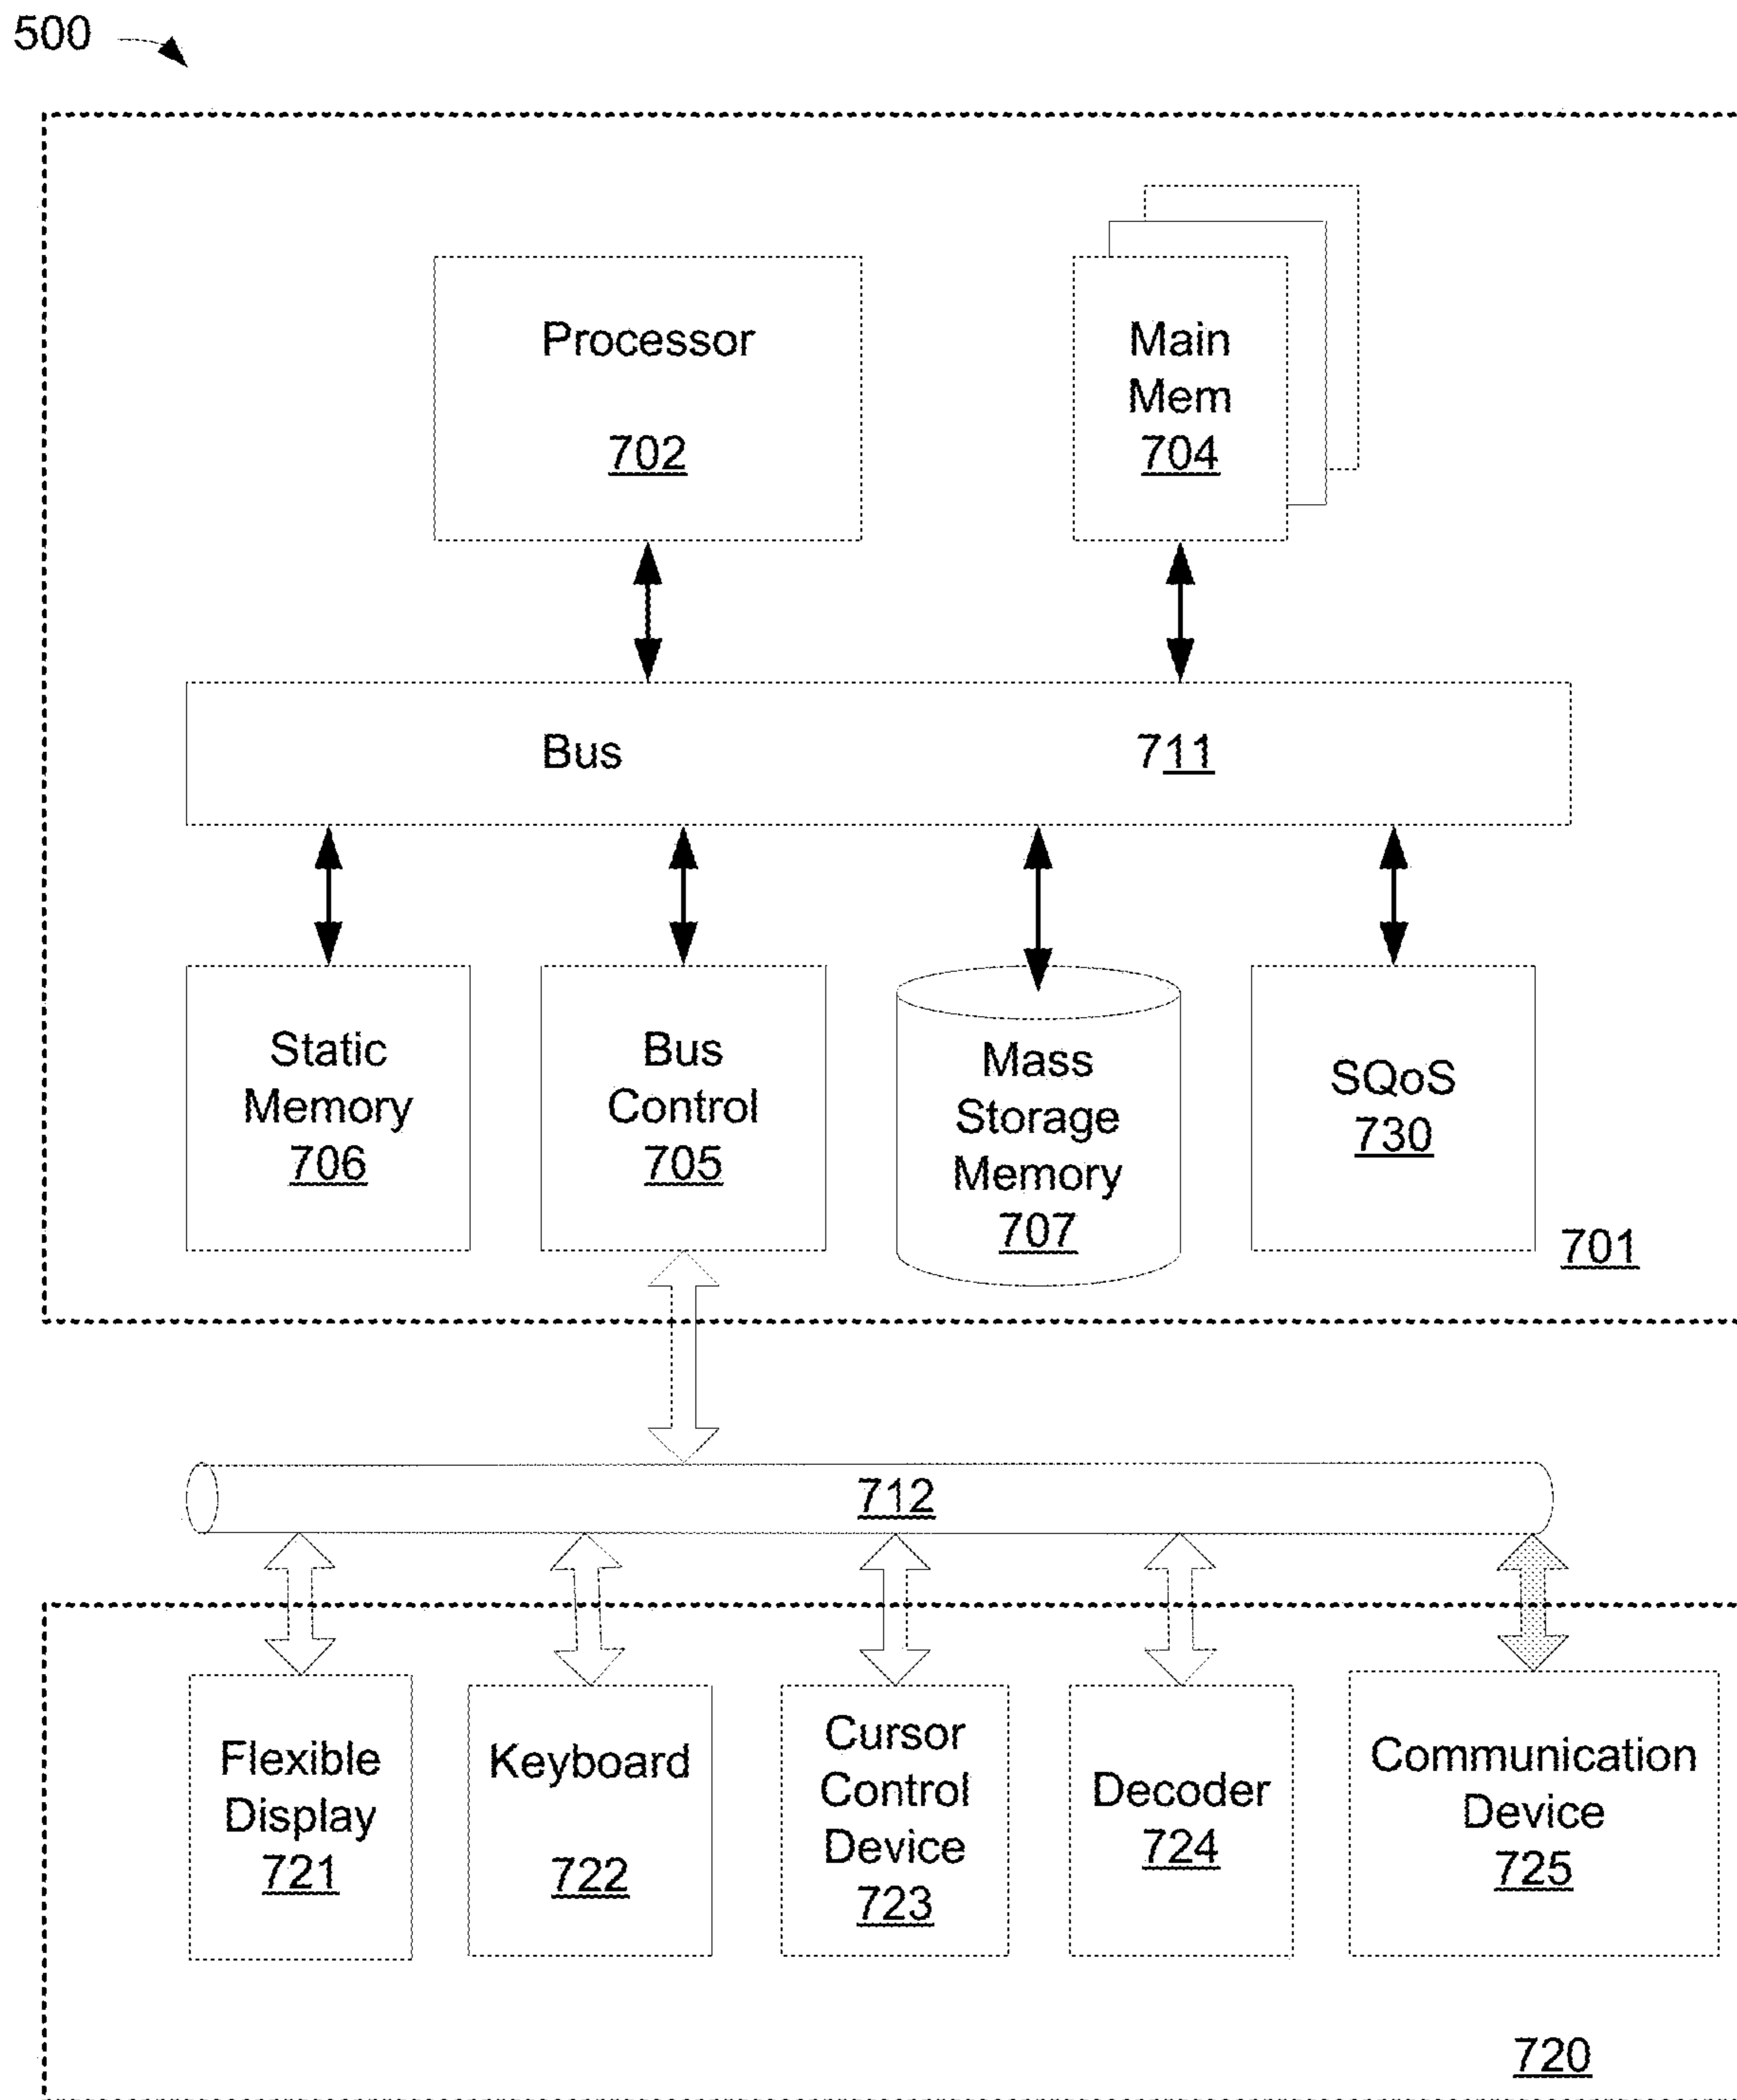 500
Processor
702
Main
Mem
704
Bus 711
Static
Memory
706
Bus
Control
705
Mass
Storage
Memory
707
SQoS
730
701
712
Flexible
Display
721
Keyboard
722
Cursor
Control
Device
723
Decoder
724
Communication
Device
725
720